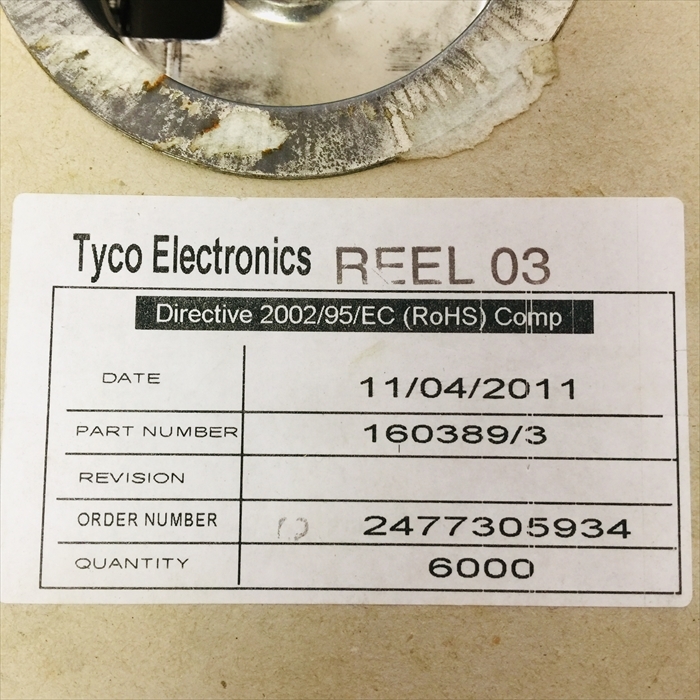 Tyco Electronics REEL 03
Directive 2002/95/EC (RoHS) Comp
DATE 11/04/2011
PART NUMBER 160389/3
REVISION
ORDER NUMBER 2477305934
QUANTITY 6000